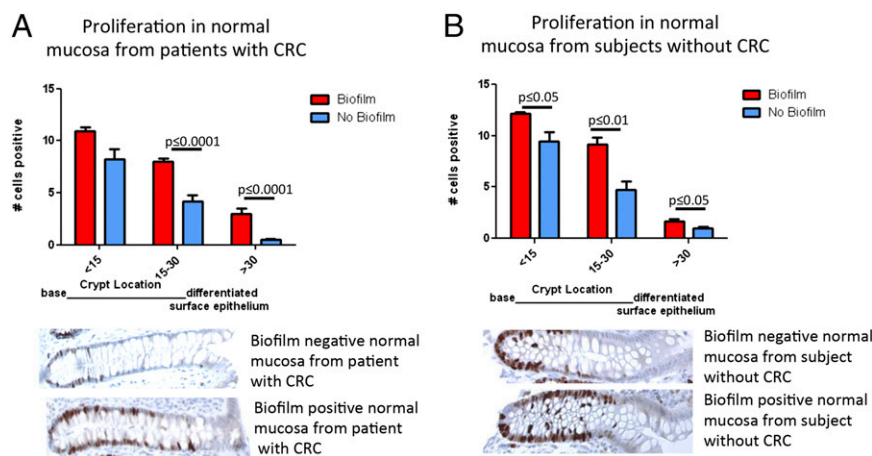 A
Proliferation in normal
mucosa from patients with CRC
15
10
5
0
# cells positive
Biofilm
No Biofilm
p≤0.0001
p≤0.0001
<15
15-30
>30
Crypt Location
base
differentiated
surface epithelium
Biofilm negative normal
mucosa from patient
with CRC
Biofilm positive normal
mucosa from patient
with CRC
B
Proliferation in normal
mucosa from subjects without CRC
15
10
5
0
# cells positive
Biofilm
No Biofilm
p≤0.05
p≤0.01
p≤0.05
<15
15-30
>30
Crypt Location
base
differentiated
surface epithelium
Biofilm negative normal
mucosa from subject
without CRC
Biofilm positive normal
mucosa from subject
without CRC